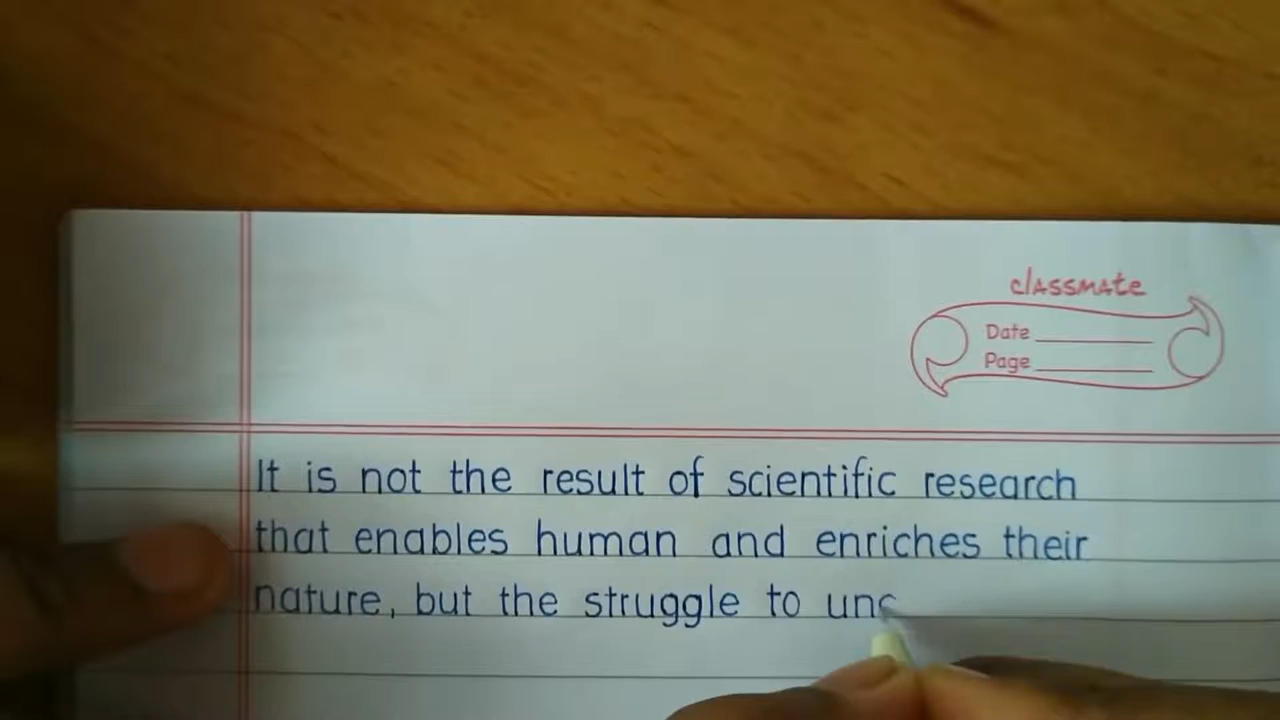 classmate
Date
Page
It is not the result of scientific research
that enables human and enriches their
nature, but the struggle to